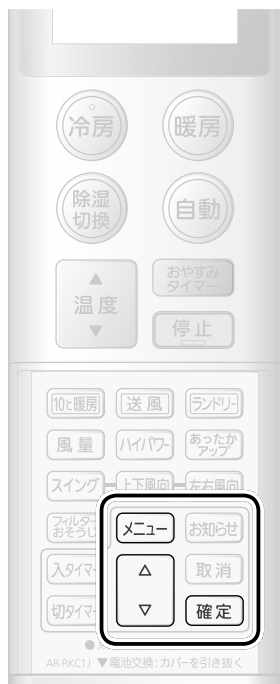 冷房 暖房
除湿
切換
自動
▲
温度
▼
おやすみ
タイマー
停止
10℃暖房 送風 ランドリー
風量 ハイパワー あったか
アップ
スイング 上下風向 左右風向
フィルター
おそうじ
メニュー お知らせ
入タイマ
△
取消
切タイマ
▽
確定
AR-RKC1J ▼電池交換:カバーを引き抜く